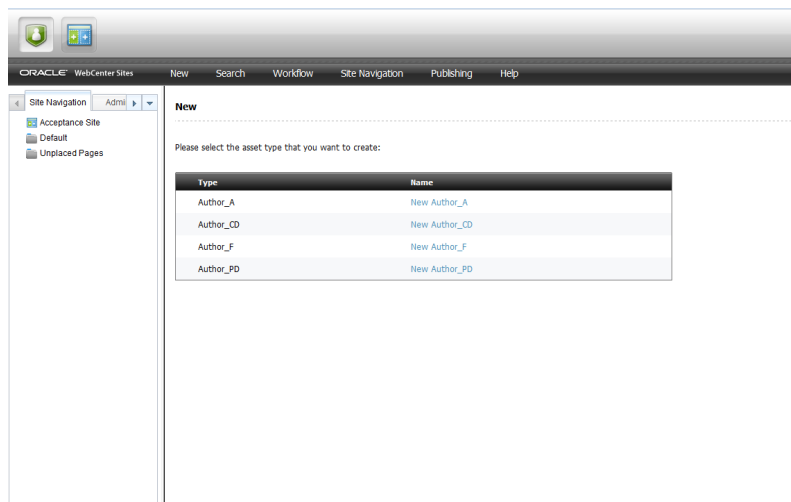 ORACLE WebCenter Sites New Search Workflow Site Navigation Publishing Help
Site Navigation Admi
Acceptance Site
Default
Unplaced Pages
New
Please select the asset type that you want to create:
Type Name
Author_A New Author_A
Author_CD New Author_CD
Author_F New Author_F
Author_PD New Author_PD